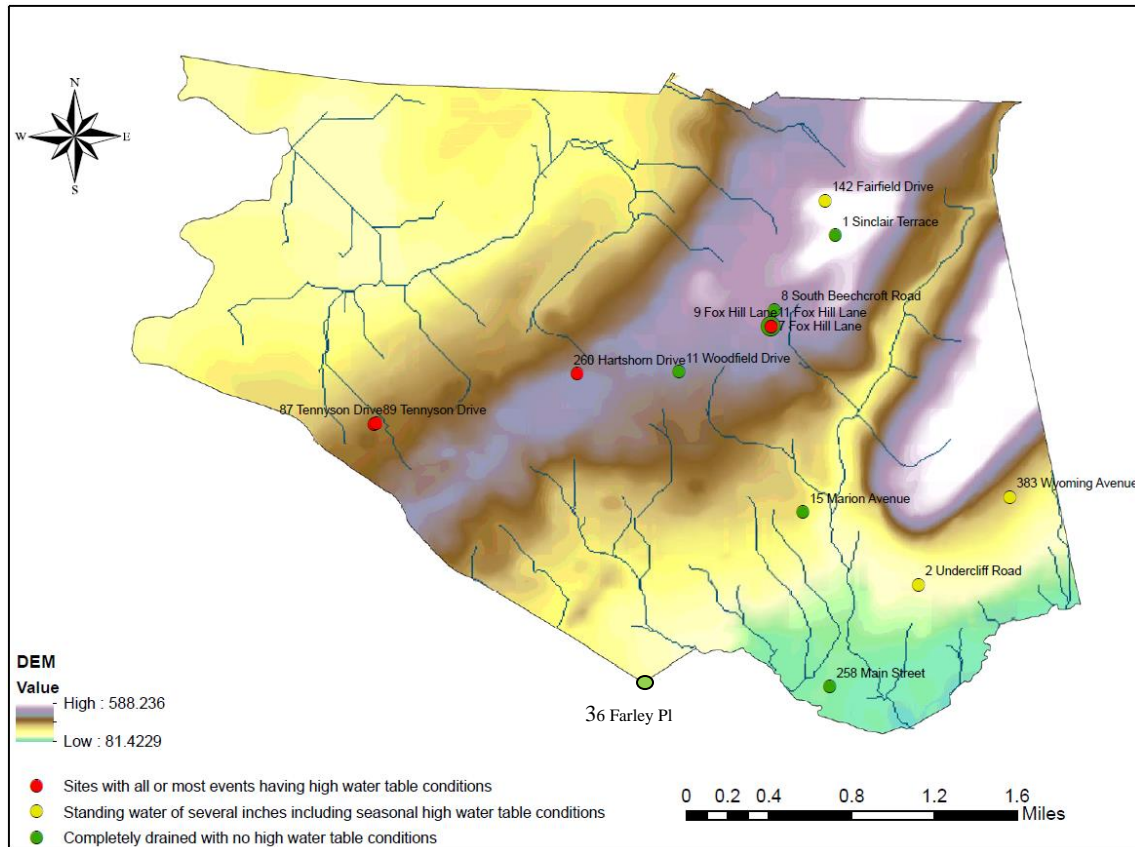 N
W E
S
142 Fairfield Drive
1 Sinclair Terrace
8 South Beechcroft Road
9 Fox Hill Lane 11 Fox Hill Lane
7 Fox Hill Lane
260 Hartshorn Drive 11 Woodfield Drive
87 Tennyson Drive 89 Tennyson Drive
383 Wyoming Avenue
15 Marion Avenue
2 Undercliff Road
258 Main Street
36 Farley Pl
DEM
Value
High : 588.236
Low : 81.4229
Sites with all or most events having high water table conditions
Standing water of several inches including seasonal high water table conditions
Completely drained with no high water table conditions
0 0.2 0.4 0.8 1.2 1.6
Miles